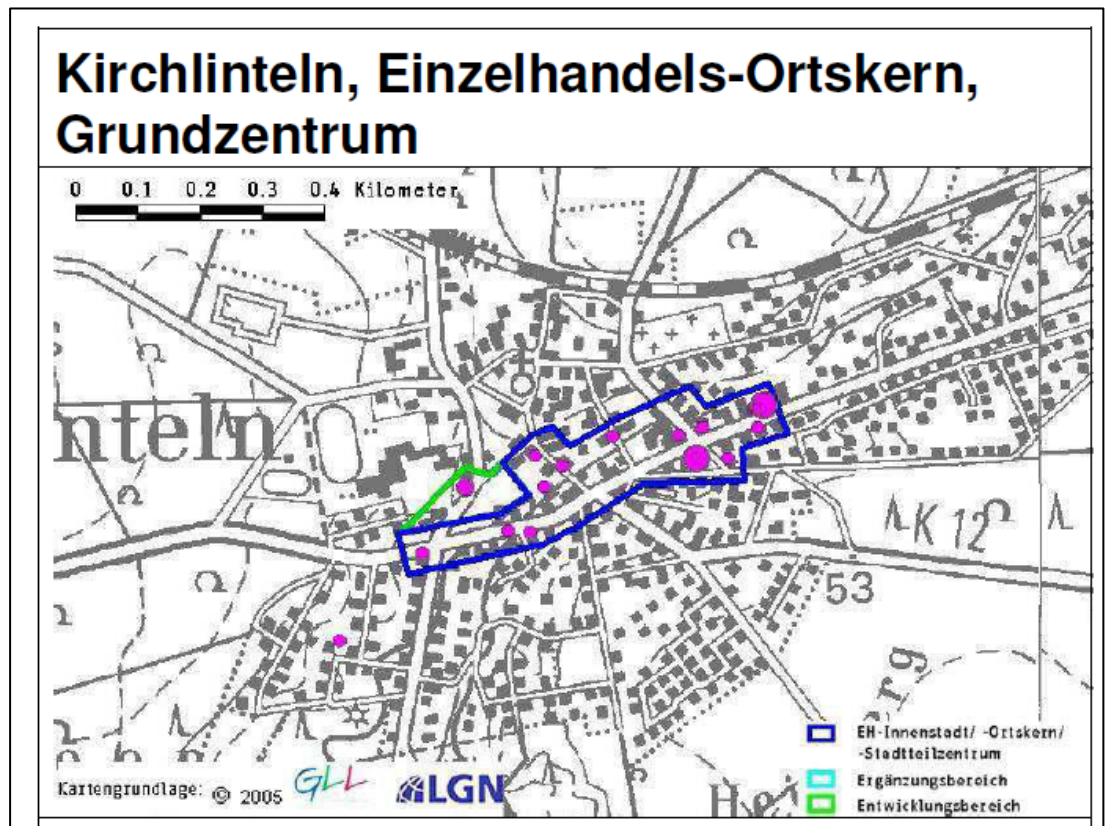 Kirchlinteln, Einzelhandels-Ortskern,
Grundzentrum
0 0.1 0.2 0.3 0.4 Kilometer
nteln
K 12
53
EH-Innenstadt/ -Ortskern/
-Stadtteilzentrum
Ergänzungsbereich
Entwicklungsbereich
Kartengrundlage: © 2005 GLL LGN